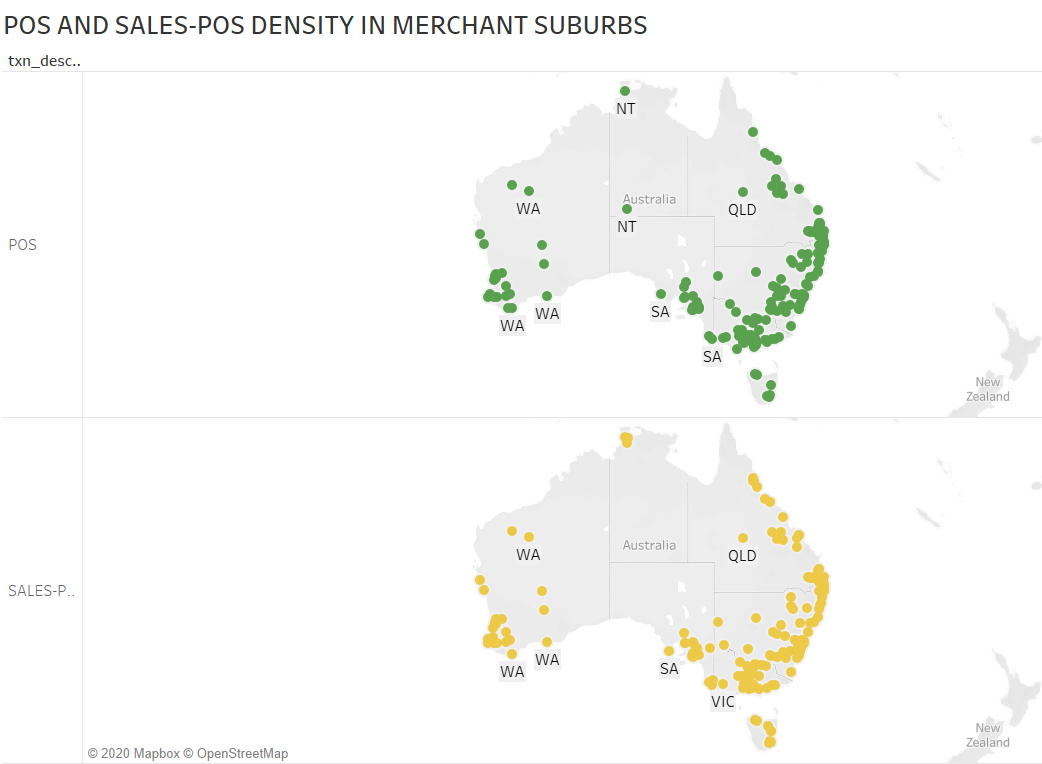 POS AND SALES-POS DENSITY IN MERCHANT SUBURBS
txn_desc..
POS
NT
Australia
WA
QLD
NT
SA
WA
WA
SA
New
Zealand
SALES-P..
Australia
WA
QLD
WA
SA
WA
VIC
New
Zealand
© 2020 Mapbox © OpenStreetMap